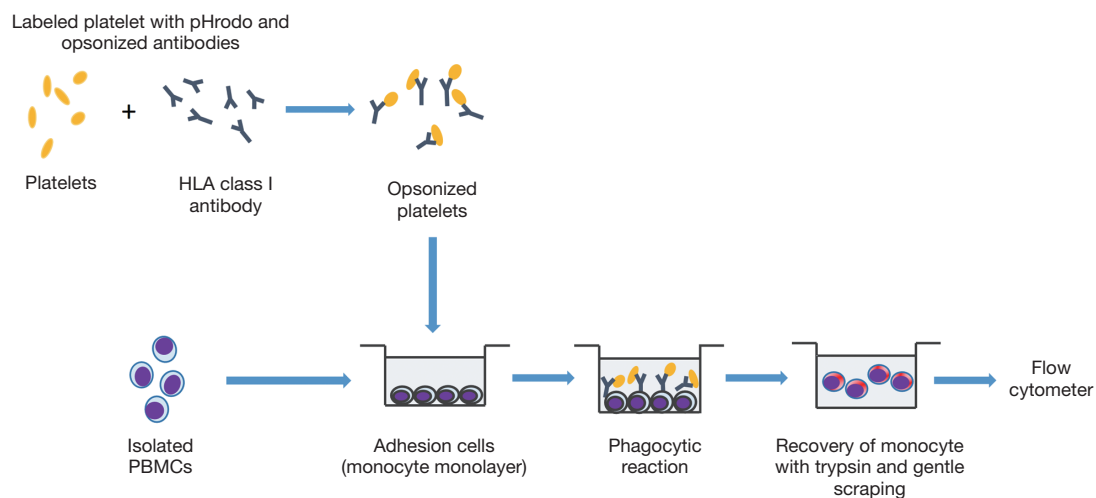 Labeled platelet with pHrodo and
opsonized antibodies
+
Platelets
HLA class I
antibody
Opsonized
platelets
Isolated
PBMCs
Adhesion cells
(monocyte monolayer)
Phagocytic
reaction
Recovery of monocyte
with trypsin and gentle
scraping
Flow
cytometer